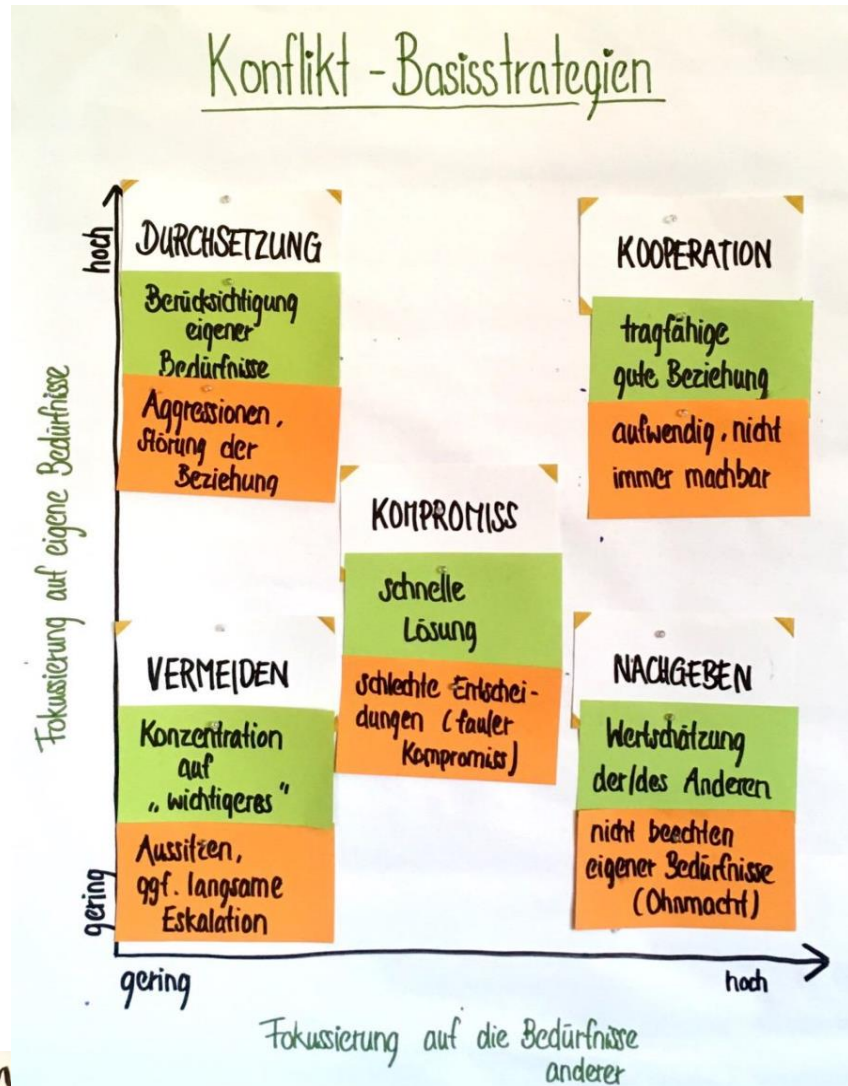 Konflikt - Basisstrategien
hoch
DURCHSETZUNG
Berücksichtigung
eigener
Bedürfnisse
Aggressionen,
Störung der
Beziehung
KOOPERATION
tragfähige
gute Beziehung
aufwendig, nicht
immer machbar
Fokussierung auf eigene Bedürfnisse
KOMPROMISS
schnelle
Lösung
schlechte Entschei-
dungen (fauler
Kompromiss)
VERMEIDEN
Konzentration
auf
„wichtigeres"
Aussitzen,
ggf. langsame
Eskalation
NACHGEBEN
Wertschätzung
der/des Anderen
nicht beachten
eigener Bedürfnisse
(Ohnmacht)
gering
gering
hoch
Fokussierung auf die Bedürfnisse
anderer